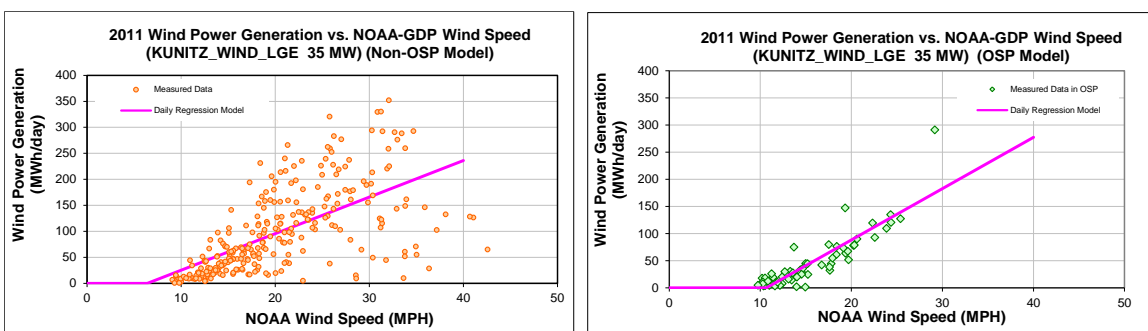 2011 Wind Power Generation vs. NOAA-GDP Wind Speed
(KUNITZ_WIND_LGE 35 MW) (Non-OSP Model)
Wind Power Generation
(MWh/day)
400
350
300
250
200
150
100
50
0
Measured Data
Daily Regression Model
0
10
20
30
40
50
NOAA Wind Speed (MPH)
2011 Wind Power Generation vs. NOAA-GDP Wind Speed
(KUNITZ_WIND_LGE 35 MW) (OSP Model)
Wind Power Generation
(MWh/day)
400
350
300
250
200
150
100
50
0
Measured Data in OSP
Daily Regression Model
0
10
20
30
40
50
NOAA Wind Speed (MPH)